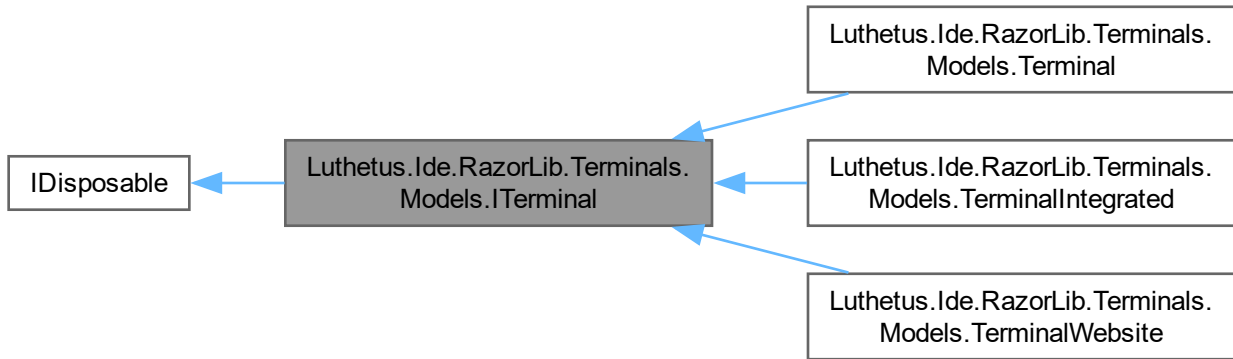 IDisposable
Luthetus.Ide.RazorLib.Terminals.
Models.ITerminal
Luthetus.Ide.RazorLib.Terminals.
Models.Terminal
Luthetus.Ide.RazorLib.Terminals.
Models.TerminalIntegrated
Luthetus.Ide.RazorLib.Terminals.
Models.TerminalWebsite